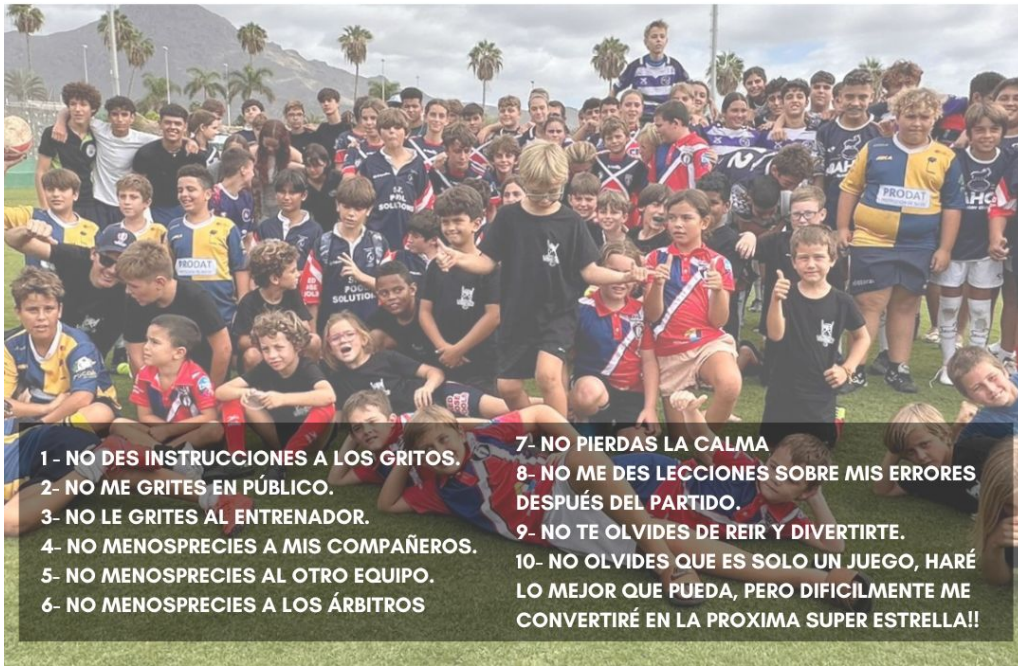 PRODAT
PRODAT
1 - NO DES INSTRUCCIONES A LOS GRITOS.
2- NO ME GRITES EN PÚBLICO.
3- NO LE GRITES AL ENTRENADOR.
4- NO MENOSPRECIES A MIS COMPAÑEROS.
5- NO MENOSPRECIES AL OTRO EQUIPO.
6- NO MENOSPRECIES A LOS ÁRBITROS
7- NO PIERDAS LA CALMA
8- NO ME DES LECCIONES SOBRE MIS ERRORES
DESPUÉS DEL PARTIDO.
9- NO TE OLVIDES DE REIR Y DIVERTIRTE.
10- NO OLVIDES QUE ES SOLO UN JUEGO, HARÉ
LO MEJOR QUE PUEDA, PERO DIFICILMENTE ME
CONVERTIRÉ EN LA PROXIMA SUPER ESTRELLA!!